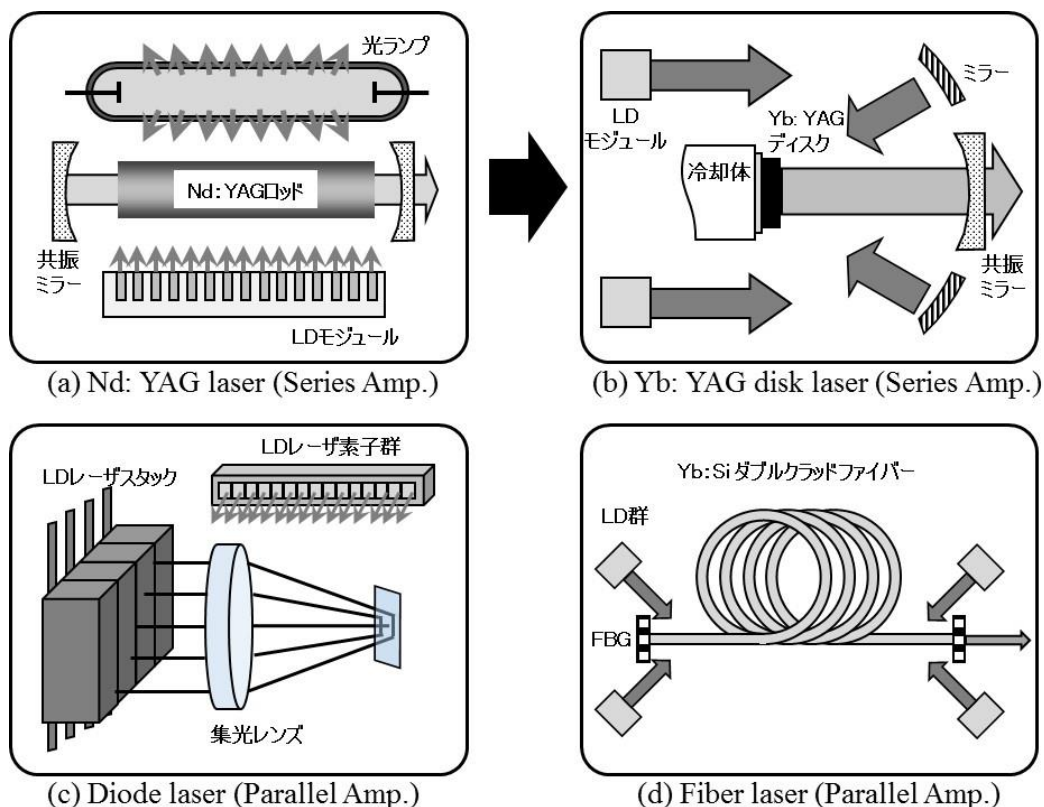 光ランプ
Nd:YAGロッド
共振
ミラー
LDモジュール
(a) Nd: YAG laser (Series Amp.)
ミラー
LD
モジュール
Yb: YAG
ディスク
冷却体
共振
ミラー
(b) Yb: YAG disk laser (Series Amp.)
LDレーザ素子群
LDレーザスタック
集光レンズ
(c) Diode laser (Parallel Amp.)
Yb:Siダブルクラッドファイバー
LD群
FBG
(d) Fiber laser (Parallel Amp.)